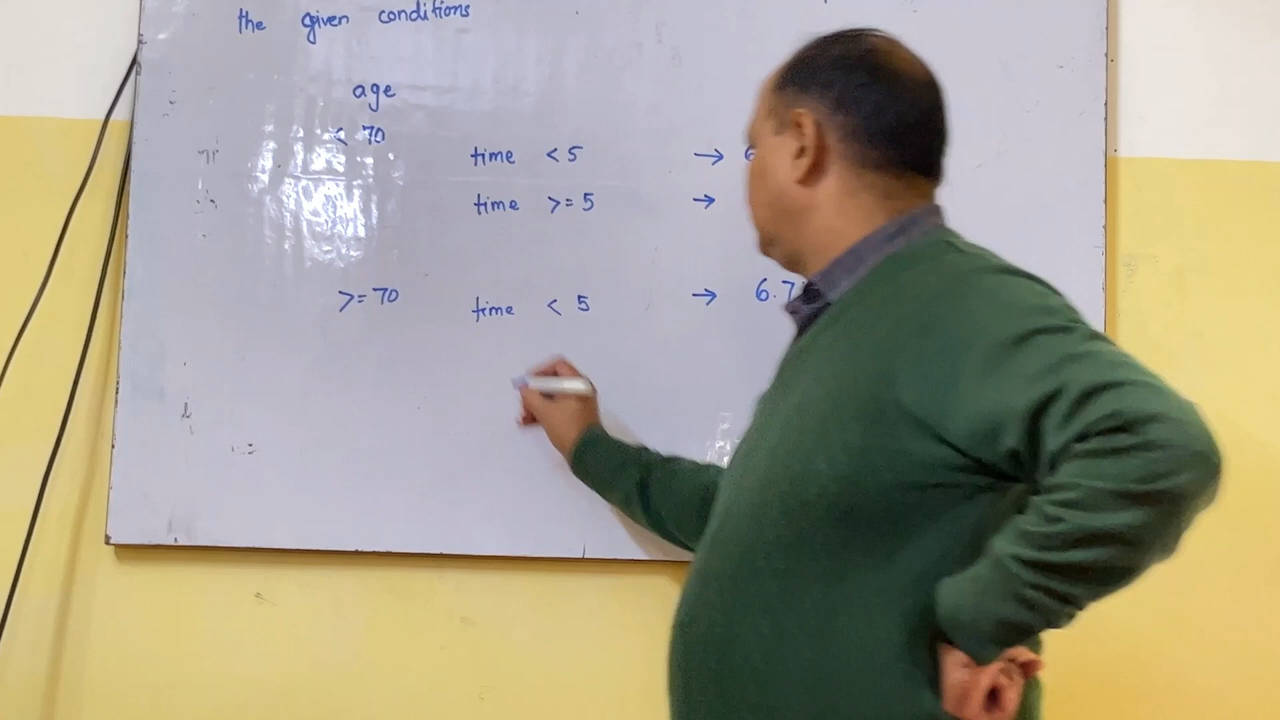 the given conditions
age
< 70
time < 5 →
time >= 5 →
>= 70 time < 5 → 6.7